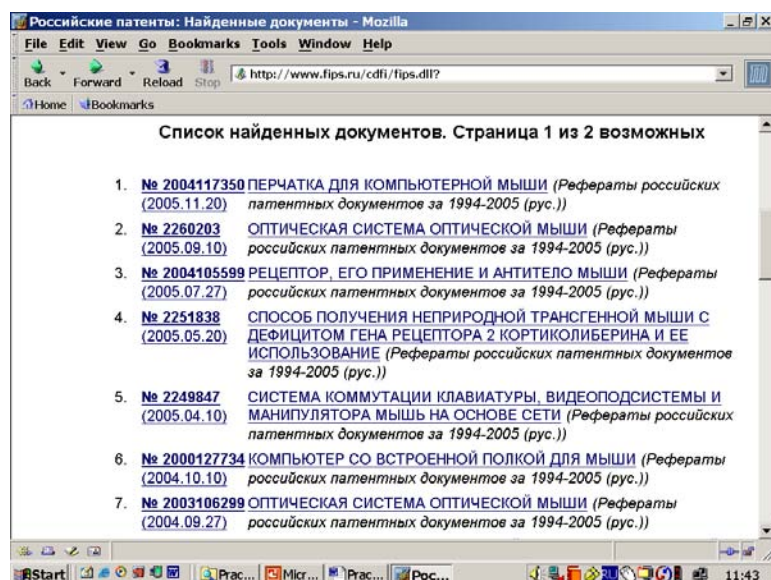 Российские патенты: Найденные документы - Mozilla
File Edit View Go Bookmarks Tools Window Help
Back Forward Reload Stop http://www.fips.ru/cdfi/fips.dll?
Home Bookmarks
Список найденных документов. Страница 1 из 2 возможных
1. № 2004117350 ПЕРЧАТКА ДЛЯ КОМПЬЮТЕРНОЙ МЫШИ (Рефераты российских
(2005.11.20) патентных документов за 1994-2005 (рус.))
2. № 2260203 ОПТИЧЕСКАЯ СИСТЕМА ОПТИЧЕСКОЙ МЫШИ (Рефераты
(2005.09.10) российских патентных документов за 1994-2005 (рус.))
3. № 2004105599 РЕЦЕПТОР, ЕГО ПРИМЕНЕНИЕ И АНТИТЕЛО МЫШИ (Рефераты
(2005.07.27) российских патентных документов за 1994-2005 (рус.))
4. № 2251838 СПОСОБ ПОЛУЧЕНИЯ НЕПРИРОДНОЙ ТРАНСГЕННОЙ МЫШИ С
(2005.05.20) ДЕФИЦИТОМ ГЕНА РЕЦЕПТОРА 2 КОРТИКОЛИБЕРИНА И ЕЕ
ИСПОЛЬЗОВАНИЕ (Рефераты российских патентных документов
за 1994-2005 (рус.))
5. № 2249847 СИСТЕМА КОММУТАЦИИ КЛАВИАТУРЫ, ВИДЕОПОДСИСТЕМЫ И
(2005.04.10) МАНИПУЛЯТОРА МЫШЬ НА ОСНОВЕ СЕТИ (Рефераты российских
патентных документов за 1994-2005 (рус.))
6. № 2000127734 КОМПЬЮТЕР СО ВСТРОЕННОЙ ПОЛКОЙ ДЛЯ МЫШИ (Рефераты
(2004.10.10) российских патентных документов за 1994-2005 (рус.))
7. № 2003106299 ОПТИЧЕСКАЯ СИСТЕМА ОПТИЧЕСКОЙ МЫШИ (Рефераты
(2004.09.27) российских патентных документов за 1994-2005 (рус.))
Start Prac... Micr... Prac... Рос... RU 11:43